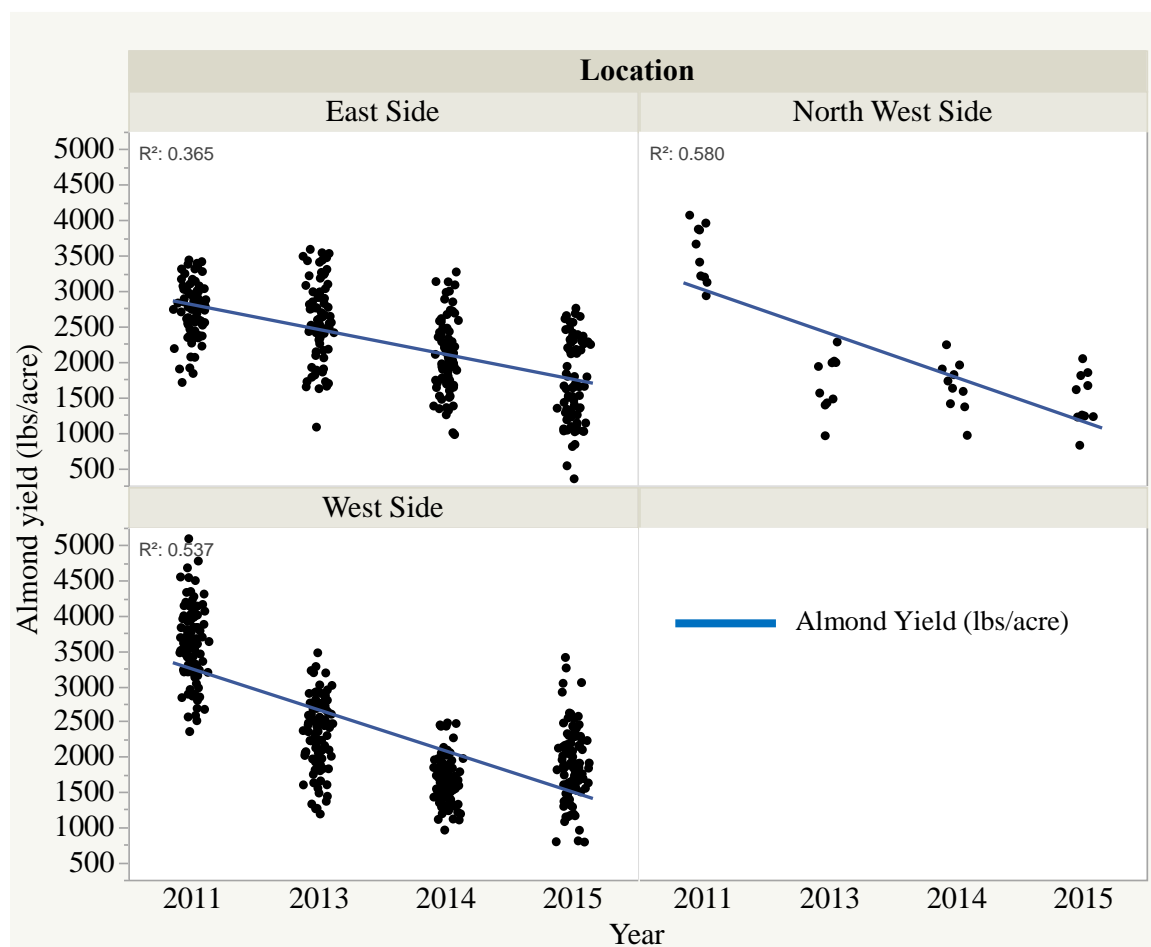 Location
East Side
North West Side
R²: 0.365
R²: 0.580
5000
4500
4000
3500
3000
2500
2000
1500
1000
500
West Side
R²: 0.537
5000
4500
4000
3500
3000
2500
2000
1500
1000
500
Almond Yield (lbs/acre)
Almond yield (lbs/acre)
2011 2013 2014 2015
2011 2013 2014 2015
Year